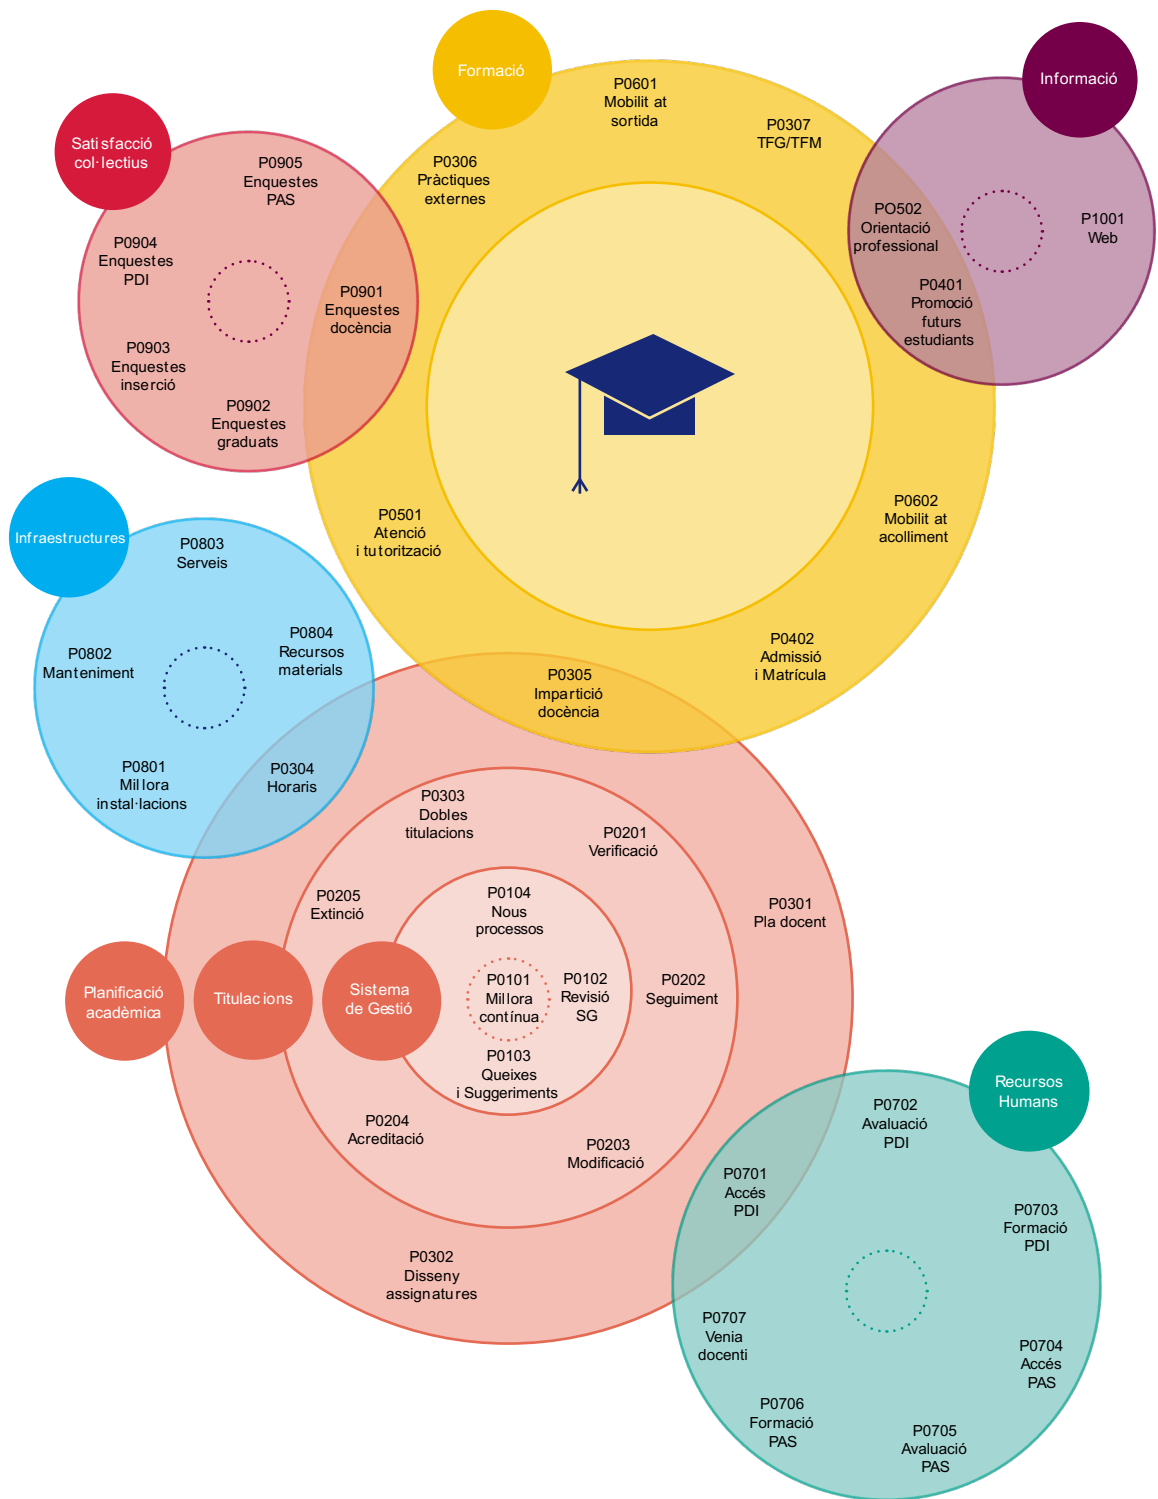 Formació
P0601
Mobilitat
sortida
P0307
TFG/TFM
P0306
Pràctiques
externes
Informació
PO502
Orientació
professional
P1001
Web
P0401
Promoció
futurs
estudiants
Satisfacció
col·lectius
P0905
Enquestes
PAS
P0904
Enquestes
PDI
P0901
Enquestes
docència
P0903
Enquestes
inserció
P0902
Enquestes
graduats
P0501
Atenció
i tutorització
P0602
Mobilitat
acolliment
P0402
Admissió
i Matrícula
P0305
Impartició
docència
Infraestructures
P0803
Serveis
P0802
Manteniment
P0804
Recursos
materials
P0801
Millora
instal·lacions
P0304
Horaris
P0303
Dobles
titulacions
P0201
Verificació
P0205
Extinció
P0104
Nous
processos
P0301
Pla docent
Planificació
acadèmica
Titulacions
Sistema
de Gestió
P0101
Millora
contínua
P0102
Revisió
SG
P0202
Seguiment
P0103
Queixes
i Suggeriments
P0204
Acreditació
P0203
Modificació
P0302
Disseny
assignatures
Recursos
Humans
P0702
Avaluació
PDI
P0701
Accés
PDI
P0703
Formació
PDI
P0707
Venia
docenti
P0704
Accés
PAS
P0706
Formació
PAS
P0705
Avaluació
PAS